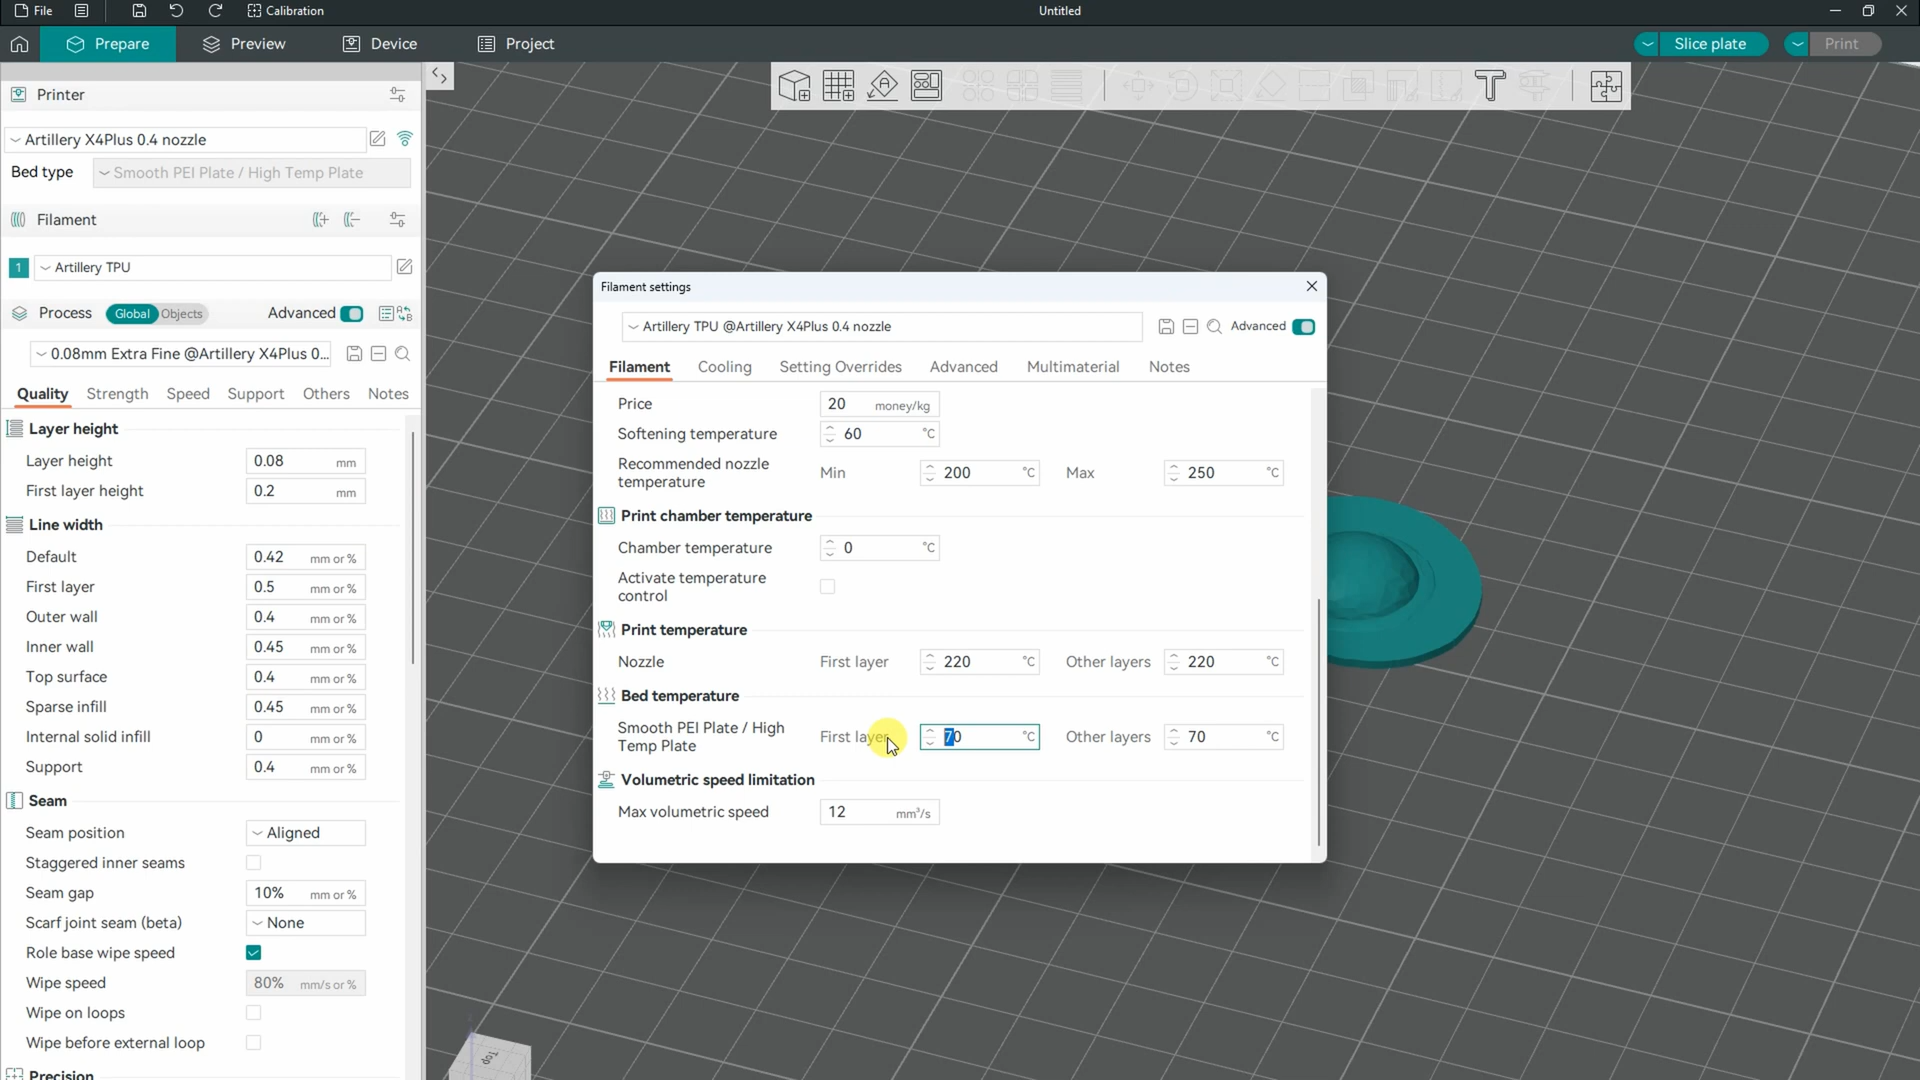 File Calibration Untitled
Prepare Preview Device Project Slice plate Print
Printer
Artillery X4Plus 0.4 nozzle
Bed type Smooth PEI Plate / High Temp Plate
Filament
1 Artillery TPU
Process Global Objects Advanced
0.08mm Extra Fine @Artillery X4Plus 0...
Quality Strength Speed Support Others Notes
Layer height
Layer height 0.08 mm
First layer height 0.2 mm
Line width
Default 0.42 mm or %
First layer 0.5 mm or %
Outer wall 0.4 mm or %
Inner wall 0.45 mm or %
Top surface 0.4 mm or %
Sparse infill 0.45 mm or %
Internal solid infill 0 mm or %
Support 0.4 mm or %
Seam
Seam position Aligned
Staggered inner seams
Seam gap 10% mm or %
Scarf joint seam (beta) None
Role base wipe speed
Wipe speed 80% mm/s or %
Wipe on loops
Wipe before external loop
Precision
Filament settings
Artillery TPU @Artillery X4Plus 0.4 nozzle Advanced
Filament Cooling Setting Overrides Advanced Multimaterial Notes
Price 20 money/kg
Softening temperature 60 °C
Recommended nozzle
temperature Min 200 °C Max 250 °C
Print chamber temperature
Chamber temperature 0 °C
Activate temperature
control
Print temperature
Nozzle First layer 220 °C Other layers 220 °C
Bed temperature
Smooth PEI Plate / High
Temp Plate First layer 70 °C Other layers 70 °C
Volumetric speed limitation
Max volumetric speed 12 mm³/s
Top